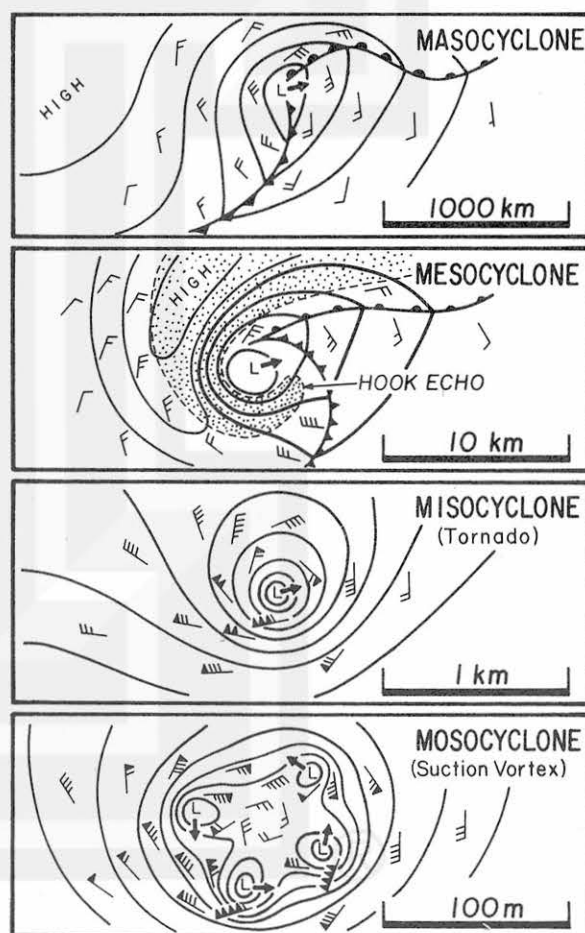 MASOCYCLONE
HIGH
L
1000 km
MESOCYCLONE
HIGH
L
HOOK ECHO
10 km
MISOCYCLONE
(Tornado)
L
1 km
MOSOCYCLONE
(Suction Vortex)
L
L
L
L
100 m